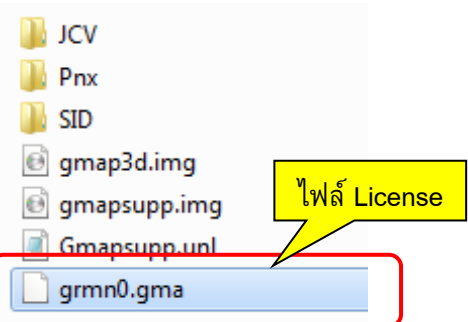 JCV
Pnx
SID
gmap3d.img
gmapsupp.img
ไฟล์ License
Gmapsupp.unl
grmn0.gma